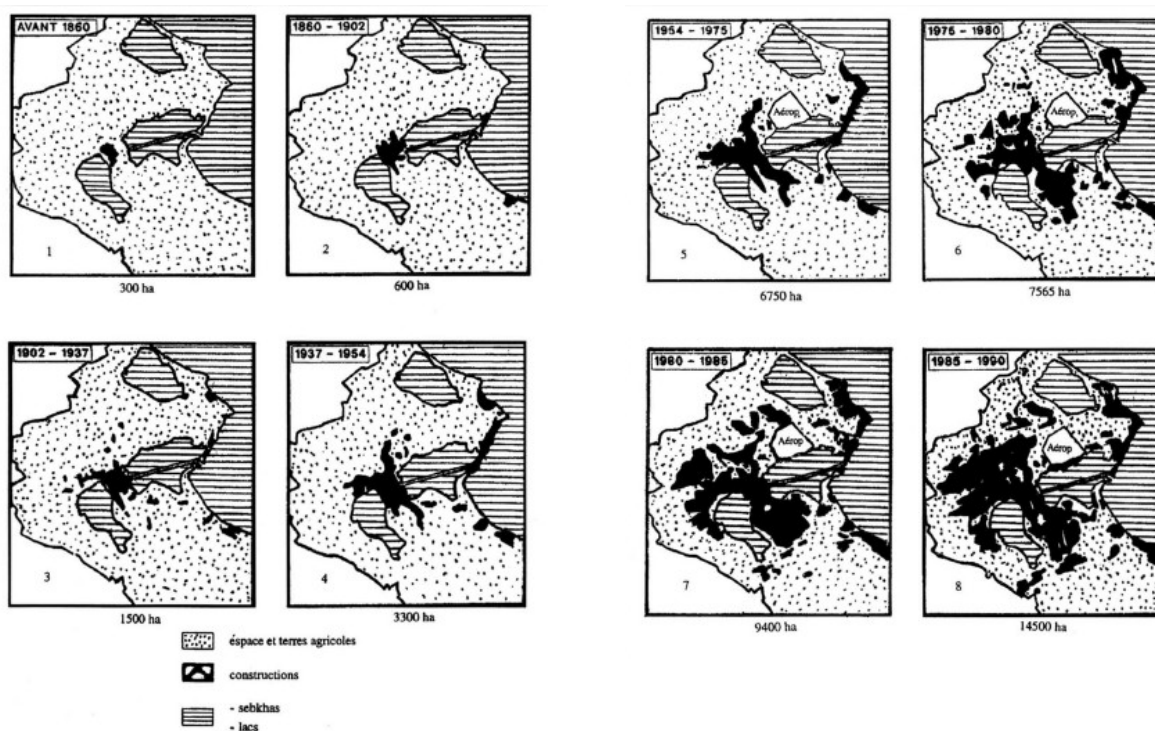 AVANT 1860
1
300 ha
1860 - 1902
2
600 ha
1902 - 1937
3
1500 ha
1937 - 1954
4
3300 ha
1954 - 1975
Aérop.
5
6750 ha
1975 - 1980
Aérop.
6
7565 ha
1980 - 1985
Aérop
7
9400 ha
1985 - 1990
Aérop
8
14500 ha
éspace et terres agricoles
constructions
- sebkhas
- lacs